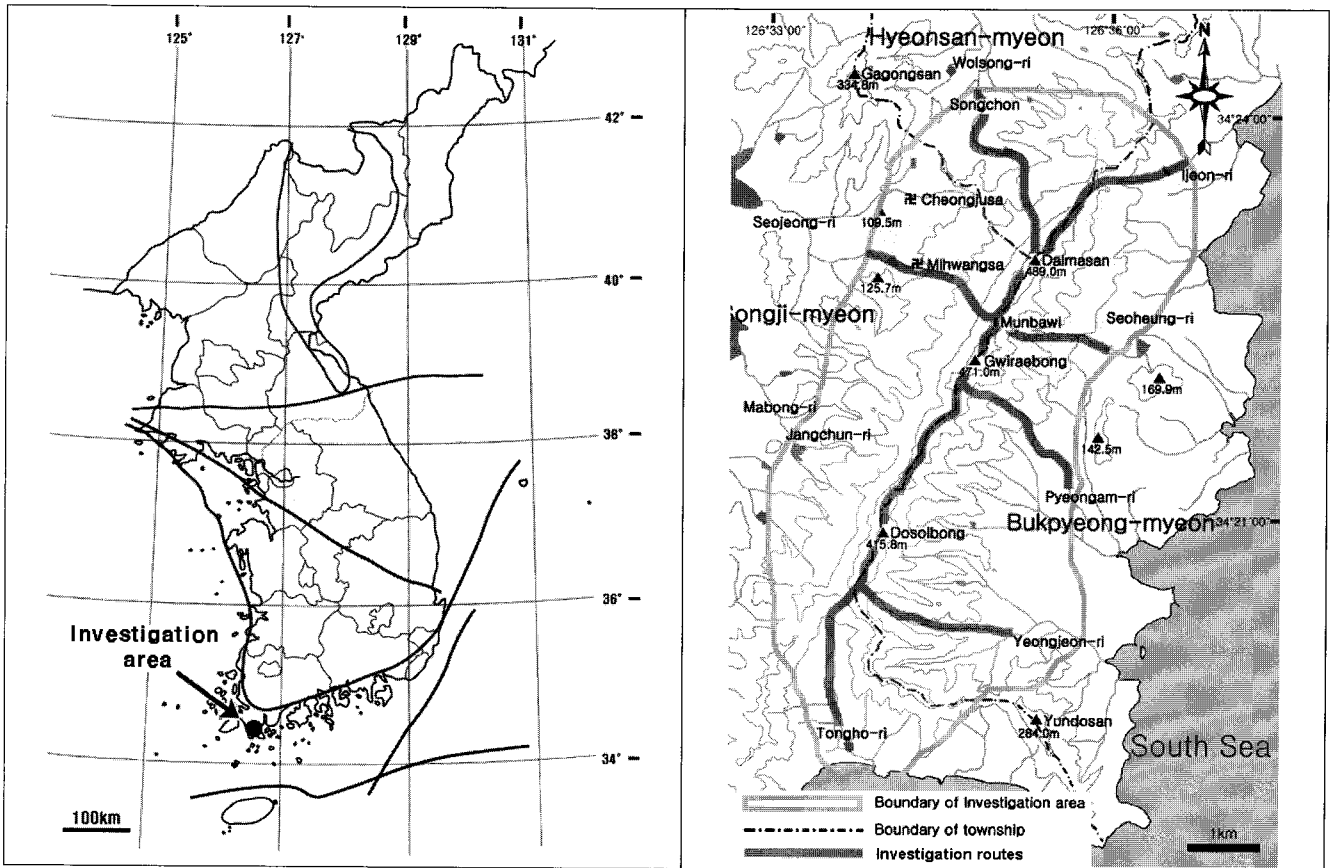 125°
127°
128°
131°
42°
40°
38°
36°
34°
Investigation
area
100km
126°33'00"
126°36'00"
N
Hyeonsan-myeon
Wolsong-ri
Gagongsan
334.8m
Songchon
34°24'00"
Ijeon-ri
卍 Cheongjusa
Seojeong-ri
109.5m
Dalmasan
489.0m
卍 Mihwangsa
125.7m
ongji-myeon
Munbawi
Seoheung-ri
Gwiraebong
471.0m
169.9m
Mabong-ri
Jangchun-ri
142.5m
Pyeongam-ri
Bukpyeong-myeon
34°21'00"
Dosolbong
415.8m
Yeongjeon-ri
Tongho-ri
Yundosan
284.0m
South Sea
Boundary of Investigation area
Boundary of township
Investigation routes
1km